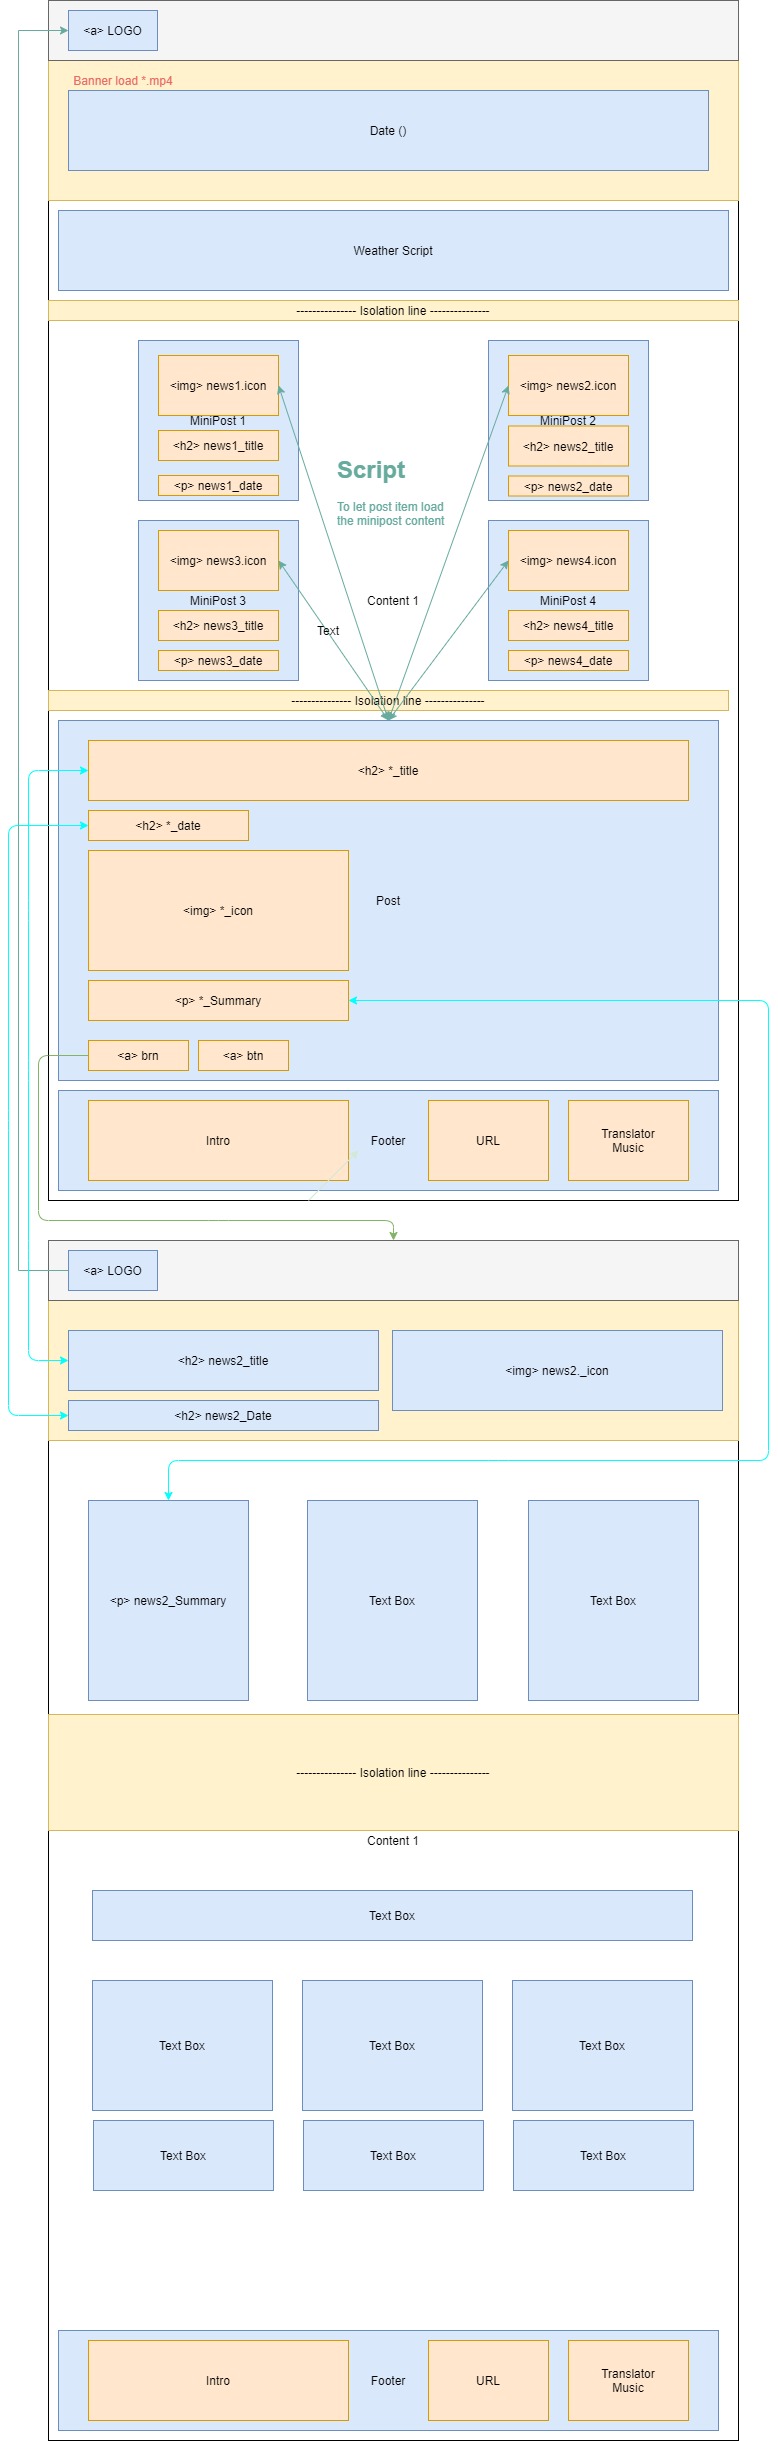 <a> LOGO
Banner load *.mp4
Date ()
Weather Script
--------------- Isolation line ---------------
<img> news1.icon
MiniPost 1
<h2> news1_title
<p> news1_date
<img> news2.icon
MiniPost 2
<h2> news2_title
<p> news2_date
Script
To let post item load
the minipost content
<img> news3.icon
MiniPost 3
<h2> news3_title
<p> news3_date
Content 1
Text
<img> news4.icon
MiniPost 4
<h2> news4_title
<p> news4_date
--------------- Isolation line ---------------
<h2> *_title
<h2> *_date
<img> *_icon
Post
<p> *_Summary
<a> brn
<a> btn
Intro
Footer
URL
Translator
Music
<a> LOGO
<h2> news2_title
<img> news2._icon
<h2> news2_Date
<p> news2_Summary
Text Box
Text Box
--------------- Isolation line ---------------
Content 1
Text Box
Text Box
Text Box
Text Box
Text Box
Text Box
Text Box
Intro
Footer
URL
Translator
Music